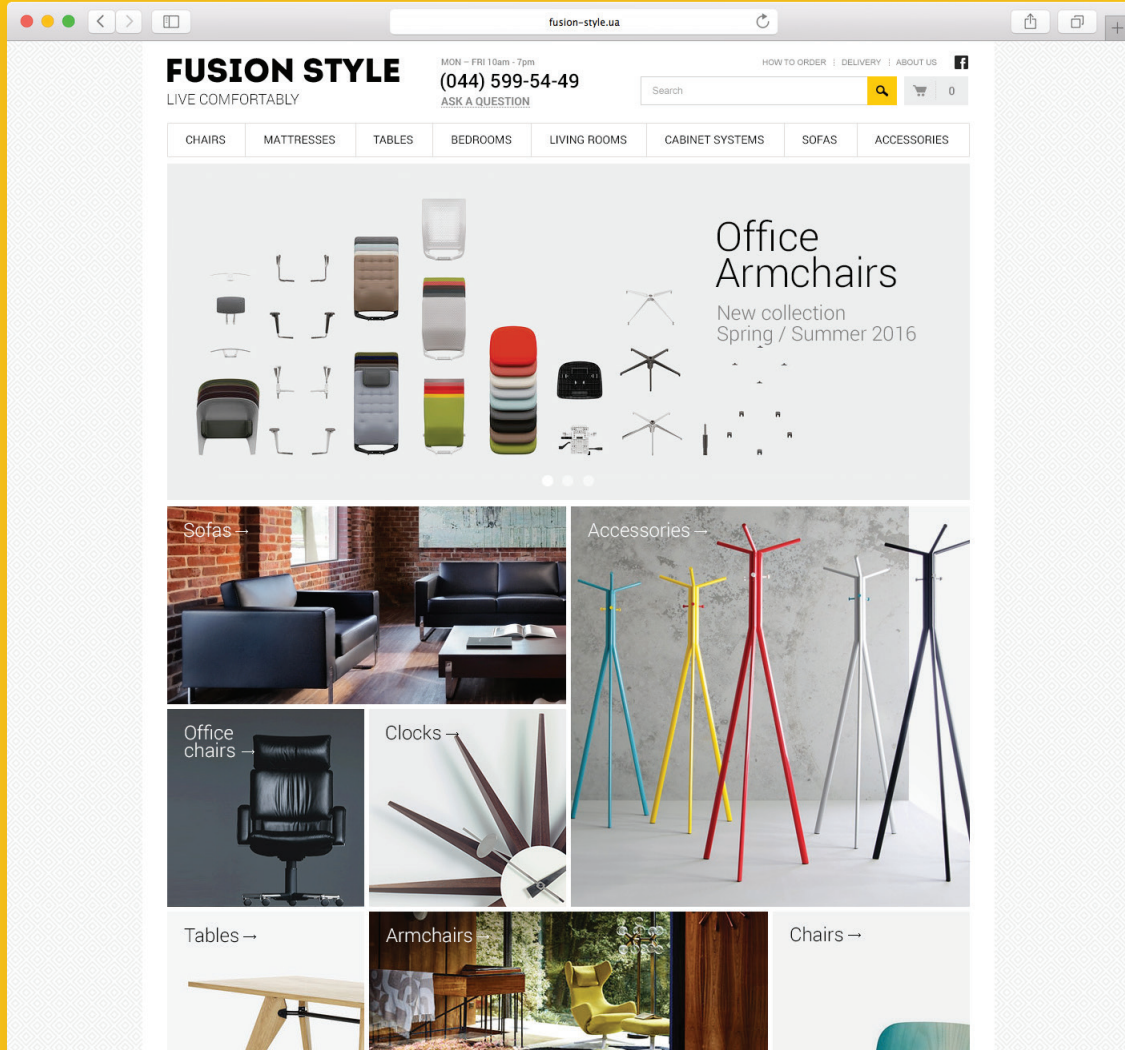 fusion-style.ua
FUSION STYLE
LIVE COMFORTABLY
MON – FRI 10am - 7pm
(044) 599-54-49
ASK A QUESTION
HOW TO ORDER | DELIVERY | ABOUT US
f
Search
0
CHAIRS
MATTRESSES
TABLES
BEDROOMS
LIVING ROOMS
CABINET SYSTEMS
SOFAS
ACCESSORIES
Office
Armchairs
New collection
Spring / Summer 2016
Sofas→
Accessories→
Office
chairs →
Clocks→
Tables→
Armchairs→
Chairs→